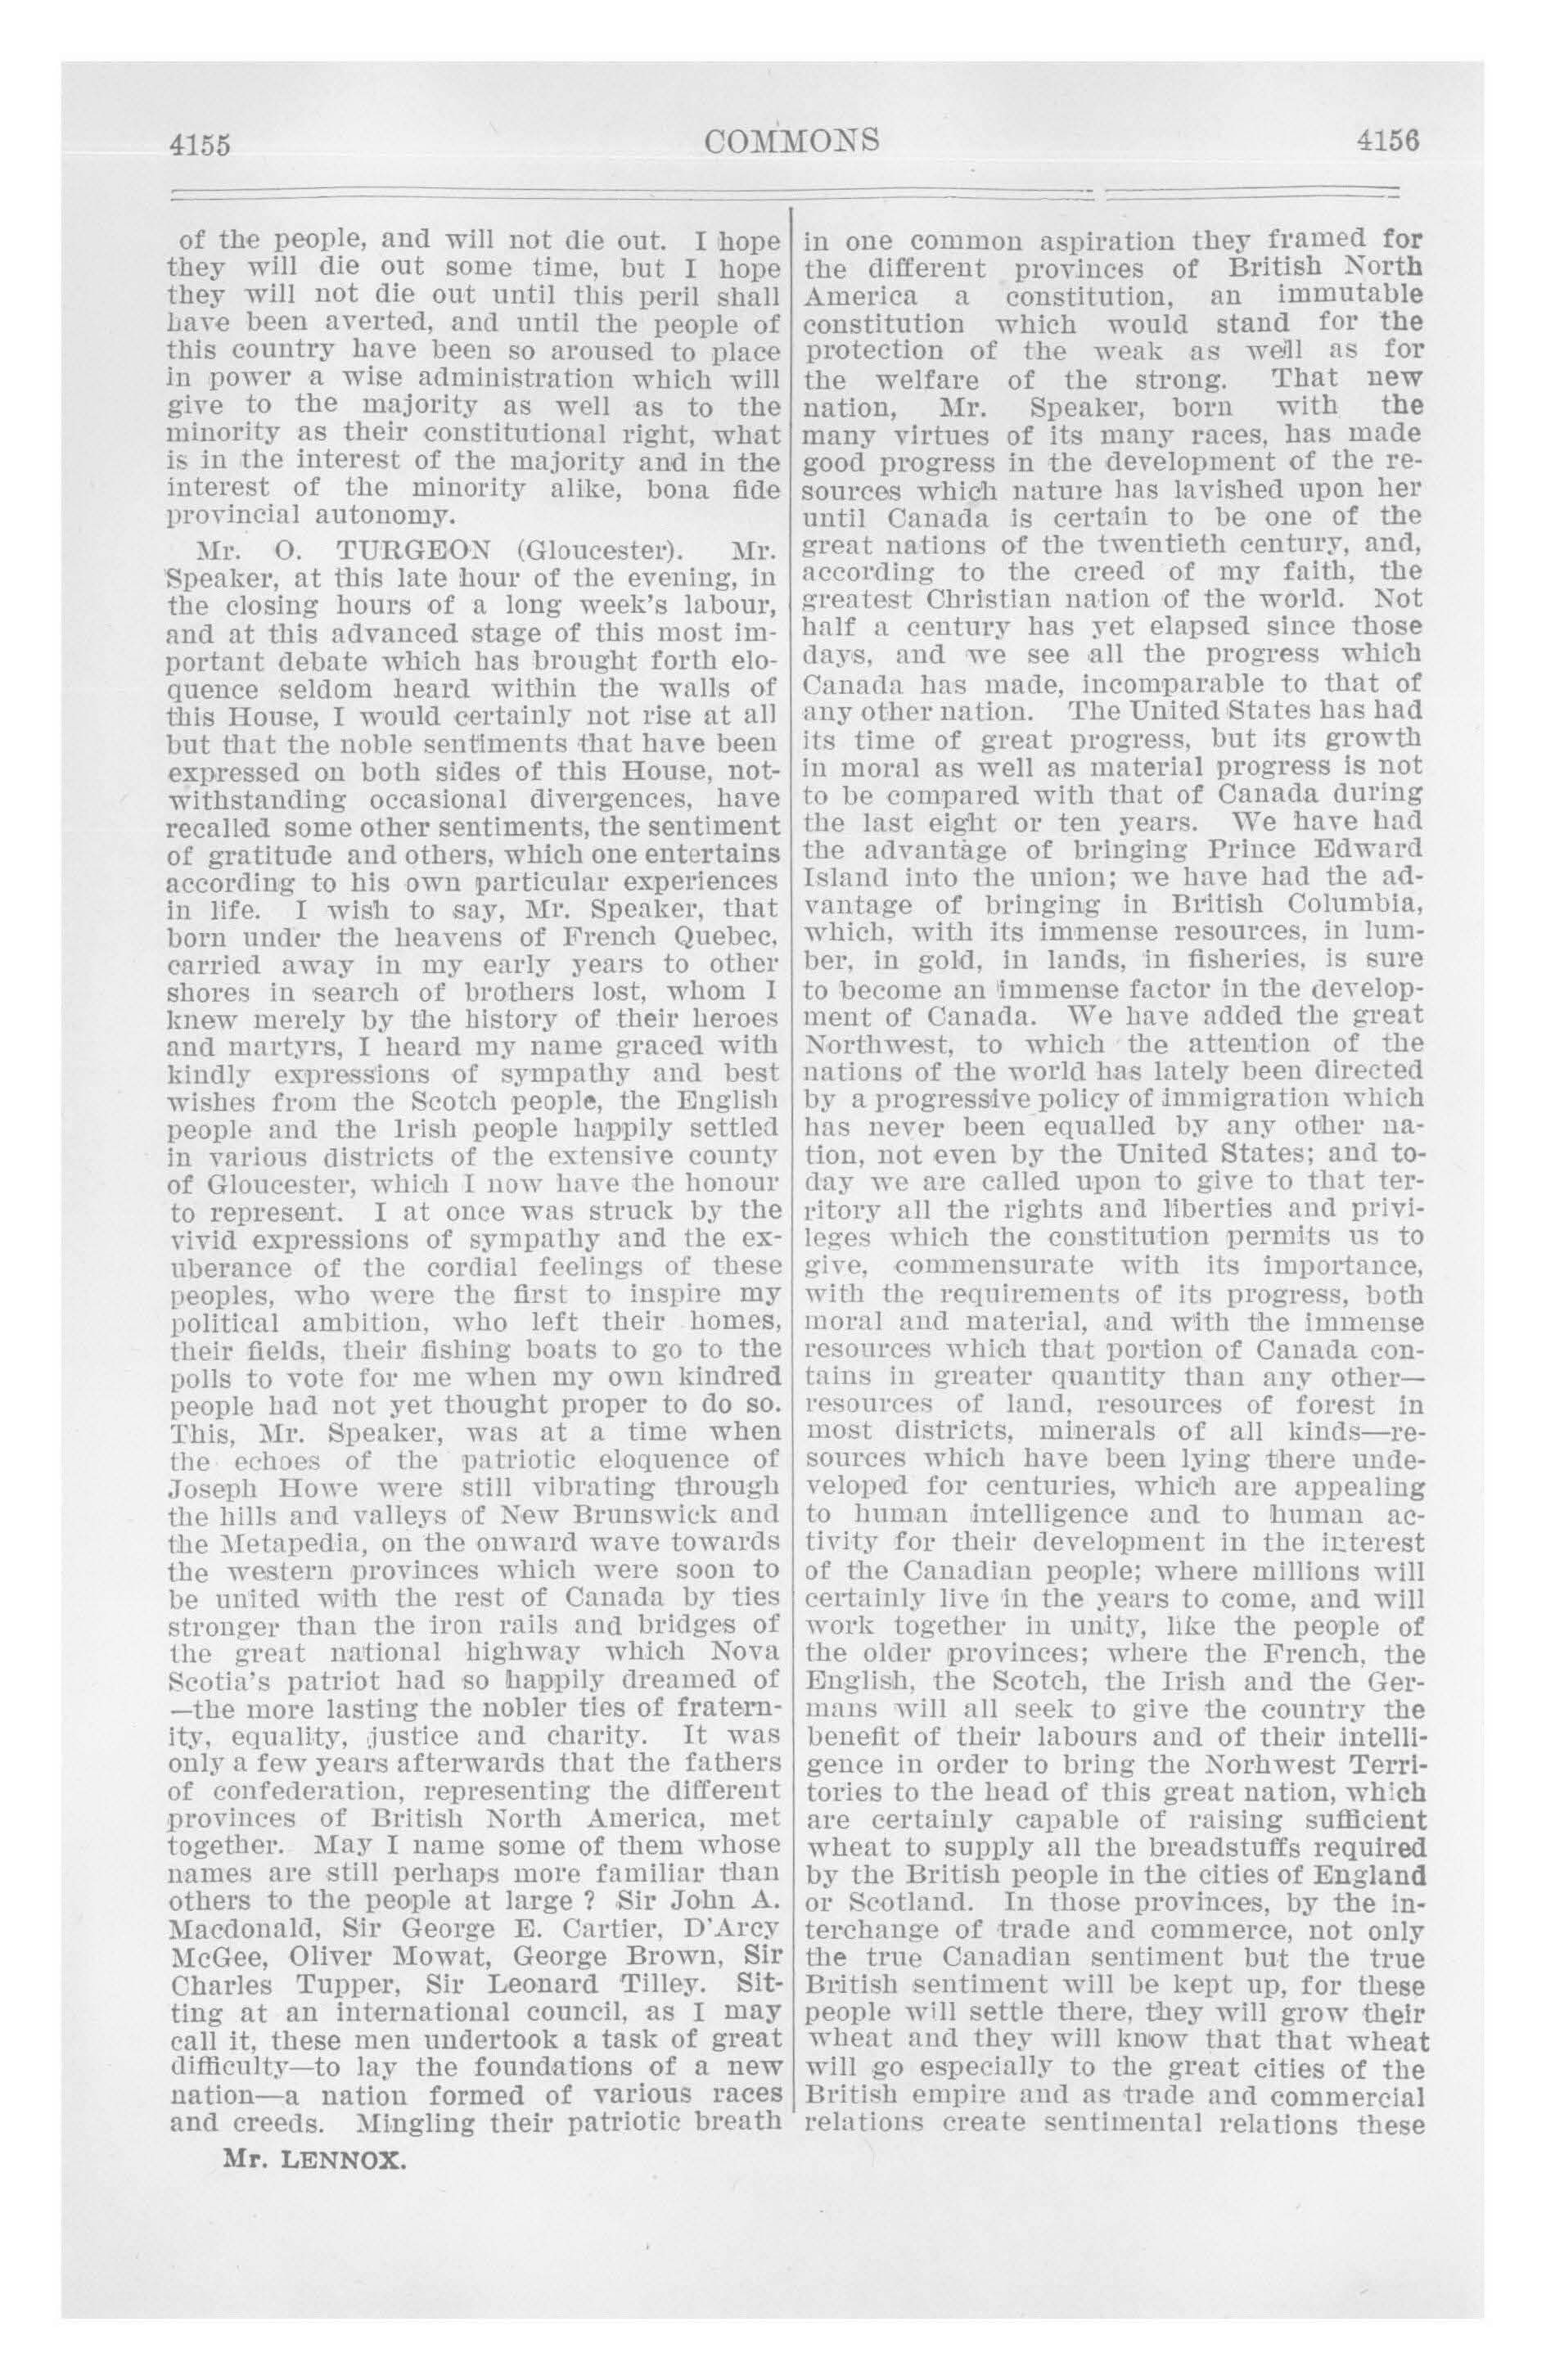 4155
COMMONS
4156
of the people, and will not die out. I hope
they will die out some time, but I hope
they will not die out until this peril shall
have been averted, and until the people of
this country have been so aroused to place
in power a wise administration which will
give to the majority as well as to the
minority as their constitutional right, what
is in the interest of the majority and in the
interest of the minority alike, bona fide
provincial autonomy.
Mr. O. TURGEON (Gloucester). Mr.
Speaker, at this late hour of the evening, in
the closing hours of a long week's labour,
and at this advanced stage of this most im-
portant debate which has brought forth elo-
quence seldom heard within the walls of
this House, I would certainly not rise at all
but that the noble sentiments that have been
expressed on both sides of this House, not-
withstanding occasional divergences, have
recalled some other sentiments, the sentiment
of gratitude and others, which one entertains
according to his own particular experiences
in life. I wish to say, Mr. Speaker, that
born under the heavens of French Quebec,
carried away in my early years to other
shores in search of brothers lost, whom I
knew merely by the history of their heroes
and martyrs, I heard my name graced with
kindly expressions of sympathy and best
wishes from the Scotch people, the English
people and the Irish people happily settled
in various districts of the extensive county
of Gloucester, which I now have the honour
to represent. I at once was struck by the
vivid expressions of sympathy and the ex-
uberance of the cordial feelings of these
peoples, who were the first to inspire my
political ambition, who left their homes,
their fields, their fishing boats to go to the
polls to vote for me when my own kindred
people had not yet thought proper to do so.
This, Mr. Speaker, was at a time when
the echoes of the patriotic eloquence of
Joseph Howe were still vibrating through
the hills and valleys of New Brunswick and
the Metapedia, on the onward wave towards
the western provinces which were soon to
be united with the rest of Canada by ties
stronger than the iron rails and bridges of
the great national highway which Nova
Scotia's patriot had so happily dreamed of
—the more lasting the nobler ties of fratern-
ity, equality, justice and charity. It was
only a few years afterwards that the fathers
of confederation, representing the different
provinces of British North America, met
together. May I name some of them whose
names are still perhaps more familiar than
others to the people at large ? Sir John A.
Macdonald, Sir George E. Cartier, D'Arcy
McGee, Oliver Mowat, George Brown, Sir
Charles Tupper, Sir Leonard Tilley. Sit-
ting at an international council, as I may
call it, these men undertook a task of great
difficulty—to lay the foundations of a new
nation—a nation formed of various races
and creeds. Mingling their patriotic breath
Mr. LENNOX.
in one common aspiration they framed for
the different provinces of British North
America a constitution, an immutable
constitution which would stand for the
protection of the weak as well as for
the welfare of the strong. That new
nation, Mr. Speaker, born with the
many virtues of its many races, has made
good progress in the development of the re-
sources which nature has lavished upon her
until Canada is certain to be one of the
great nations of the twentieth century, and,
according to the creed of my faith, the
greatest Christian nation of the world. Not
half a century has yet elapsed since those
days, and we see all the progress which
Canada has made, incomparable to that of
any other nation. The United States has had
its time of great progress, but its growth
in moral as well as material progress is not
to be compared with that of Canada during
the last eight or ten years. We have had
the advantage of bringing Prince Edward
Island into the union; we have had the ad-
vantage of bringing in British Columbia,
which, with its immense resources, in lum-
ber, in gold, in lands, in fisheries, is sure
to become an immense factor in the develop-
ment of Canada. We have added the great
Northwest, to which the attention of the
nations of the world has lately been directed
by a progressive policy of immigration which
has never been equalled by any other na-
tion, not even by the United States; and to-
day we are called upon to give to that ter-
ritory all the rights and liberties and privi-
leges which the constitution permits us to
give, commensurate with its importance,
with the requirements of its progress, both
moral and material, and with the immense
resources which that portion of Canada con-
tains in greater quantity than any other—
resources of land, resources of forest in
most districts, minerals of all kinds—re-
sources which have been lying there unde-
veloped for centuries, which are appealing
to human intelligence and to human ac-
tivity for their development in the interest
of the Canadian people; where millions will
certainly live in the years to come, and will
work together in unity, like the people of
the older provinces; where the French, the
English, the Scotch, the Irish and the Ger-
mans will all seek to give the country the
benefit of their labours and of their intelli-
gence in order to bring the Norhwest Terri-
tories to the head of this great nation, which
are certainly capable of raising sufficient
wheat to supply all the breadstuffs required
by the British people in the cities of England
or Scotland. In those provinces, by the in-
terchange of trade and commerce, not only
the true Canadian sentiment but the true
British sentiment will be kept up, for these
people will settle there, they will grow their
wheat and they will know that that wheat
will go especially to the great cities of the
British empire and as trade and commercial
relations create sentimental relations these